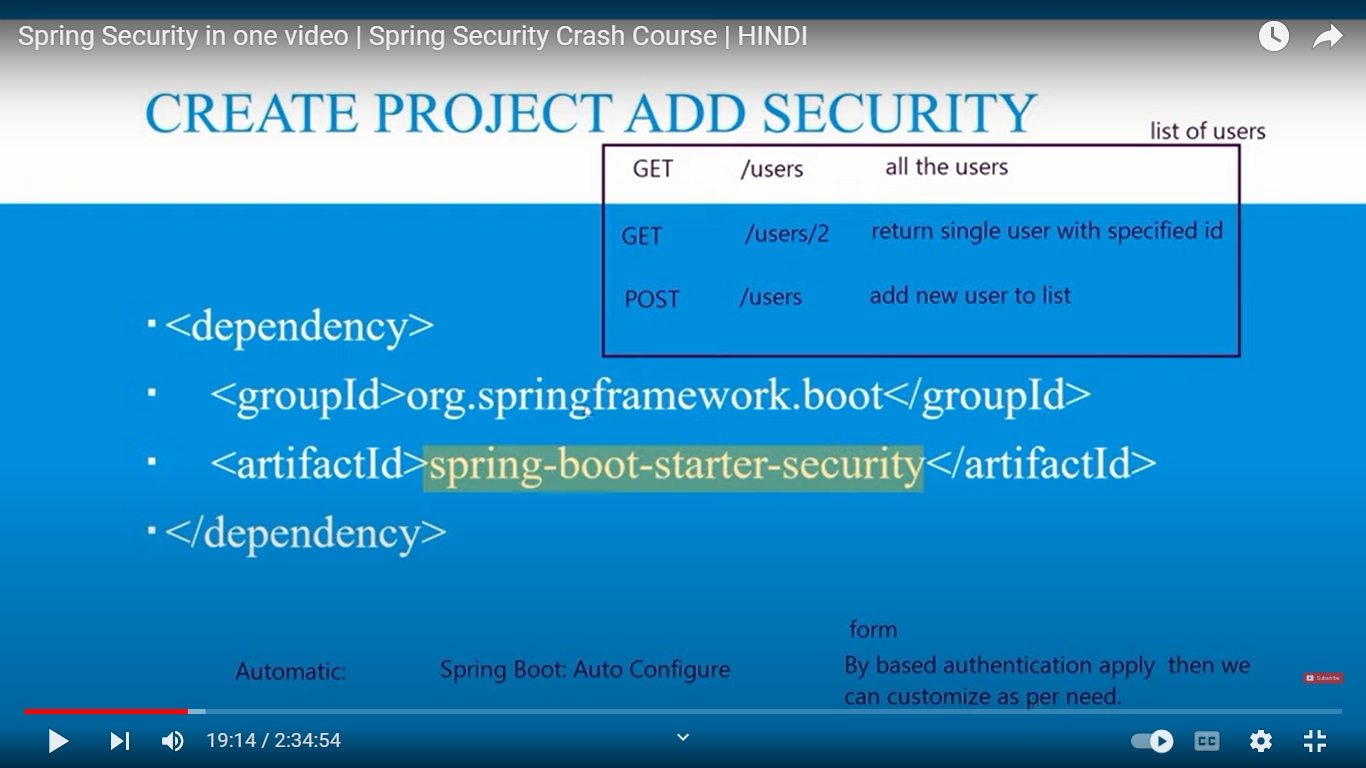 Spring Security in one video | Spring Security Crash Course | HINDI
CREATE PROJECT ADD SECURITY
list of users
GET /users all the users
GET /users/2 return single user with specified id
POST /users add new user to list
▪ <dependency>
▪ <groupId>org.springframework.boot</groupId>
▪ <artifactId>spring-boot-starter-security</artifactId>
▪ </dependency>
form
Automatic: Spring Boot: Auto Configure By based authentication apply then we
can customize as per need.
Subscribe
19:14 / 2:34:54
CC